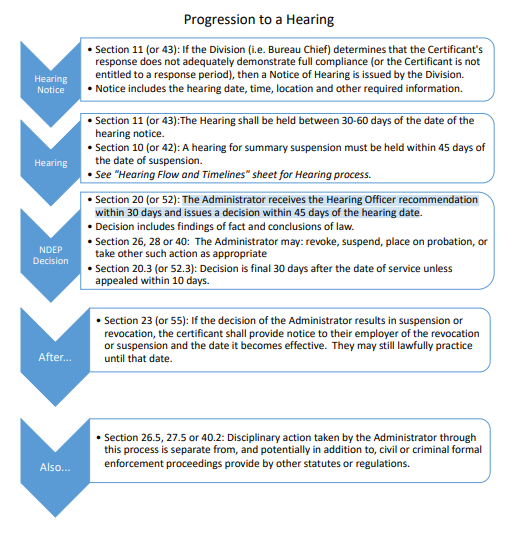 Progression to a Hearing
Hearing
Notice
• Section 11 (or 43): If the Division (i.e. Bureau Chief) determines that the Certificant's
response does not adequately demonstrate full compliance (or the Certificant is not
entitled to a response period), then a Notice of Hearing is issued by the Division.
• Notice includes the hearing date, time, location and other required information.
Hearing
• Section 11 (or 43):The Hearing shall be held between 30-60 days of the date of the
hearing notice.
• Section 10 (or 42): A hearing for summary suspension must be held within 45 days of
the date of suspension.
• See "Hearing Flow and Timelines" sheet for Hearing process.
NDEP
Decision
• Section 20 (or 52): The Administrator receives the Hearing Officer recommendation
within 30 days and issues a decision within 45 days of the hearing date.
• Decision includes findings of fact and conclusions of law.
• Section 26, 28 or 40: The Administrator may: revoke, suspend, place on probation, or
take other such action as appropriate
• Section 20.3 (or 52.3): Decision is final 30 days after the date of service unless
appealed within 10 days.
After...
• Section 23 (or 55): If the decision of the Administrator results in suspension or
revocation, the certificant shall provide notice to their employer of the revocation
or suspension and the date it becomes effective. They may still lawfully practice
until that date.
Also...
• Section 26.5, 27.5 or 40.2: Disciplinary action taken by the Administrator through
this process is separate from, and potentially in addition to, civil or criminal formal
enforcement proceedings provide by other statutes or regulations.